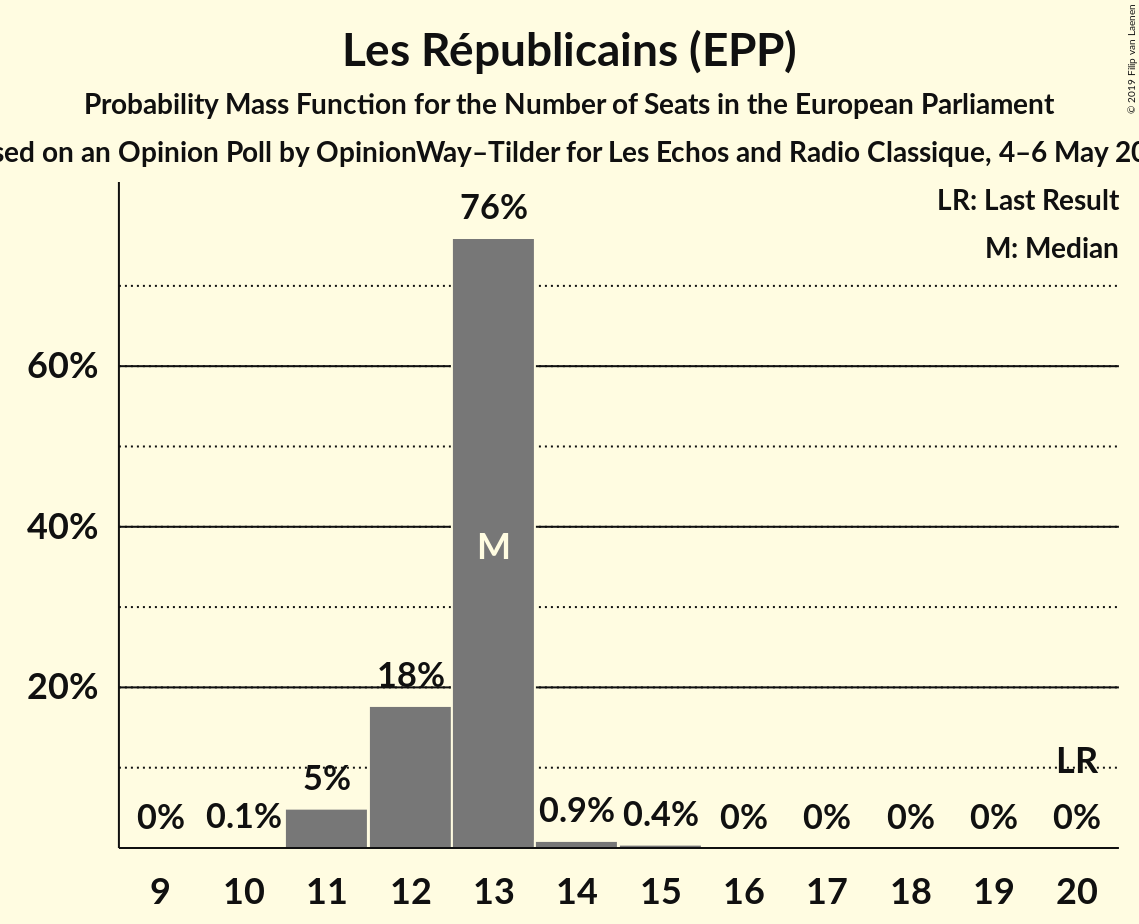 Les Républicains (EPP)
Probability Mass Function for the Number of Seats in the European Parliament
sed on an Opinion Poll by OpinionWay–Tilder for Les Echos and Radio Classique, 4–6 May 20
© 2019 Filip van Laenen
LR: Last Result
M: Median
76%
60%
40%
M
20%
18%
LR
5%
0% 0.1% 0.9% 0.4% 0% 0% 0% 0% 0%
9 10 11 12 13 14 15 16 17 18 19 20